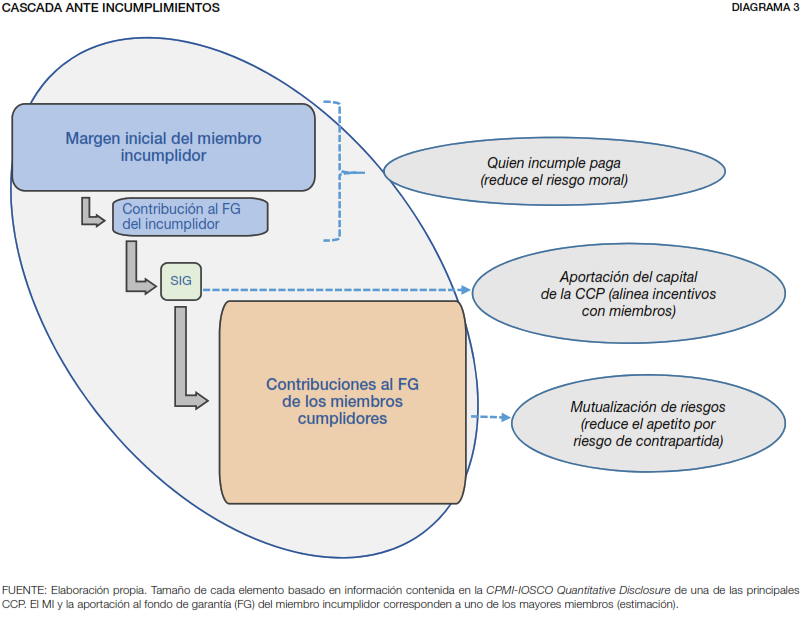 CASCADA ANTE INCUMPLIMIENTOS
DIAGRAMA 3
Margen inicial del miembro
incumplidor
Quien incumple paga
(reduce el riesgo moral)
Contribución al FG
del incumplidor
SIG
Aportación del capital
de la CCP (alinea incentivos
con miembros)
Contribuciones al FG
de los miembros
cumplidores
Mutualización de riesgos
(reduce el apetito por
riesgo de contrapartida)
FUENTE: Elaboración propia. Tamaño de cada elemento basado en información contenida en la CPMI-IOSCO Quantitative Disclosure de una de las principales
CCP. El MI y la aportación al fondo de garantía (FG) del miembro incumplidor corresponden a uno de los mayores miembros (estimación).